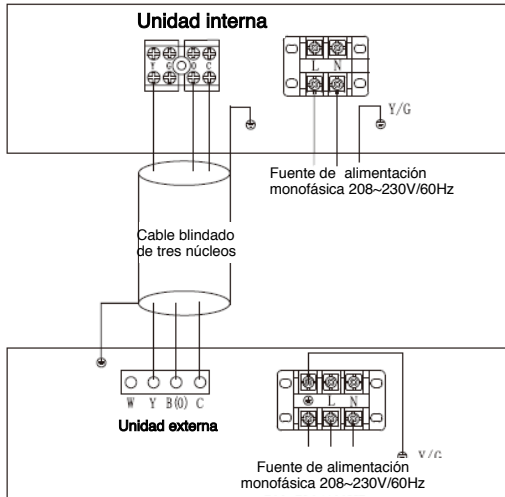 Unidad interna
Y G O C
L N
Y/G
Fuente de alimentación
monofásica 208~230V/60Hz
Cable blindado
de tres núcleos
W Y B(O) C
L N
Unidad externa
Y/G
Fuente de alimentación
monofásica 208~230V/60Hz